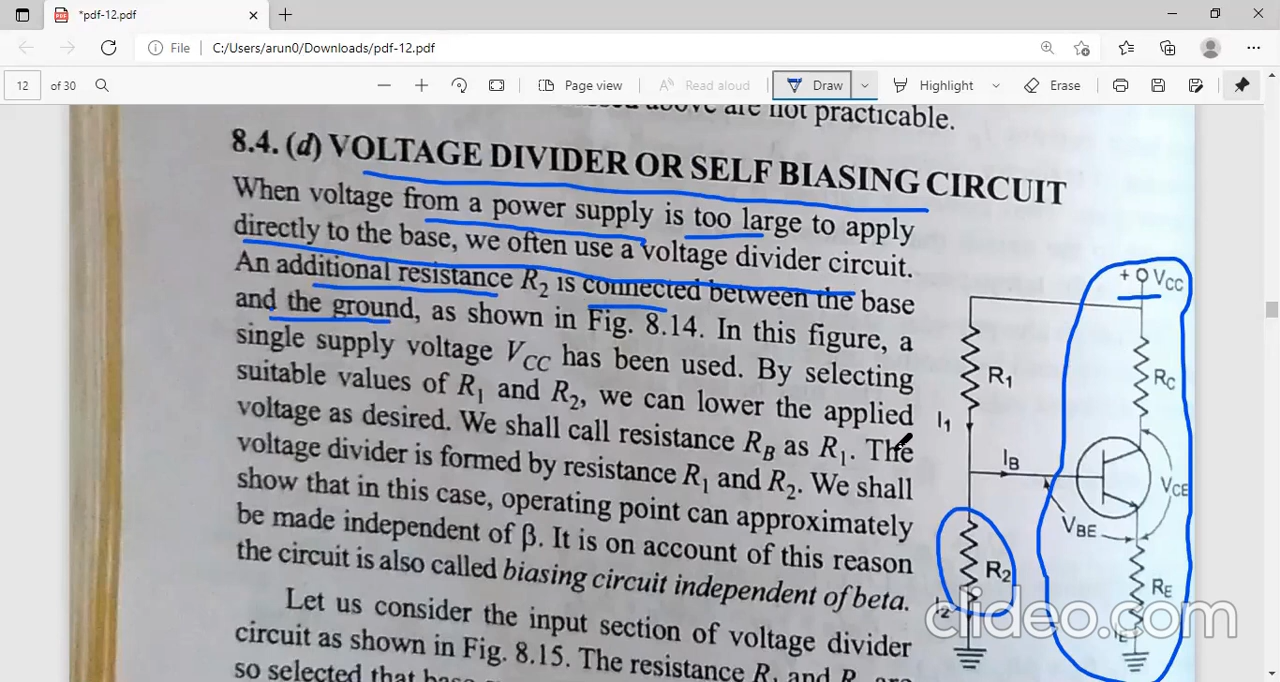 *pdf-12.pdf
File C:/Users/arun0/Downloads/pdf-12.pdf
12 of 30 Page view Read aloud Draw Highlight Erase
above are not practicable.
8.4. (d) VOLTAGE DIVIDER OR SELF BIASING CIRCUIT
When voltage from a power supply is too large to apply
directly to the base, we often use a voltage divider circuit.
An additional resistance R2 is connected between the base
and the ground, as shown in Fig. 8.14. In this figure, a
single supply voltage VCC has been used. By selecting
suitable values of R1 and R2, we can lower the applied
voltage as desired. We shall call resistance RB as R1. The
voltage divider is formed by resistance R1 and R2. We shall
show that in this case, operating point can approximately
be made independent of β. It is on account of this reason
the circuit is also called biasing circuit independent of beta.
Let us consider the input section of voltage divider
circuit as shown in Fig. 8.15. The resistance R1 and R2 are
so selected that base
+ VCC
R1
RC
I1
IB
VCE
VBE
R2
RE
I2
IE
clideo.com